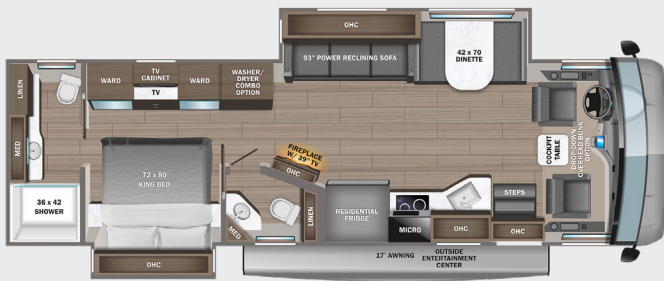 OHC
93" POWER RECLINING SOFA
42 x 70
DINETTE
LINEN
WARD
TV
CABINET
TV
WARD
WASHER/
DRYER
COMBO
OPTION
MED
36 x 42
SHOWER
72 x 80
KING BED
FIREPLACE
W/ 39" TV
OHC
COCKPIT
TABLE
DROP-DOWN
OVERHEAD BUNK
OPTION
MED
LINEN
RESIDENTIAL
FRIDGE
MICRO
OHC
STEPS
OHC
OHC
17' AWNING
OUTSIDE
ENTERTAINMENT
CENTER